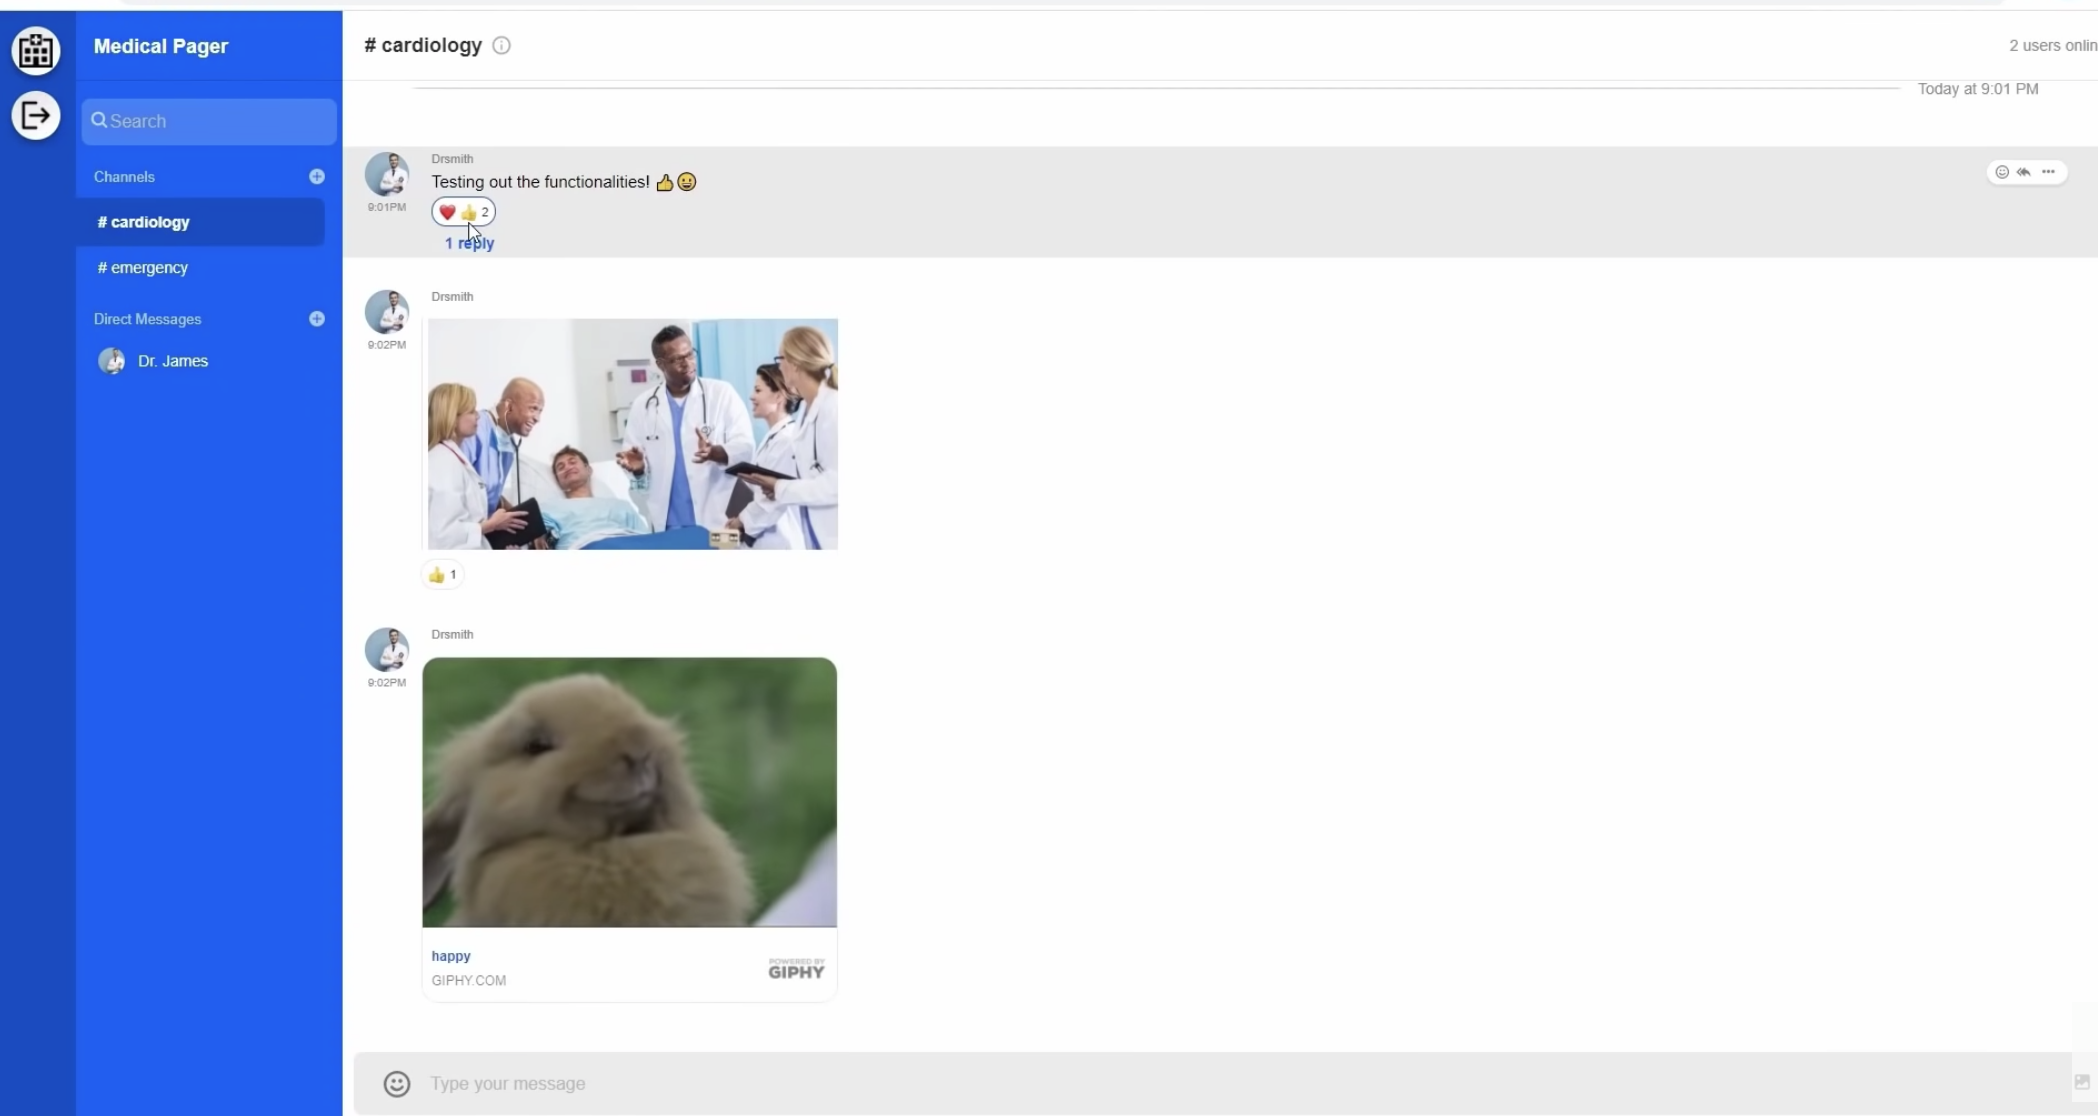 Medical Pager
# cardiology
2 users onlin
Search
Channels
# cardiology
# emergency
Direct Messages
Dr. James
Today at 9:01 PM
Drsmith
Testing out the functionalities! 👍😀
9:01PM
❤️👍 2
1 reply
Drsmith
9:02PM
👍 1
Drsmith
9:02PM
happy
GIPHY.COM
POWERED BY
GIPHY
Type your message